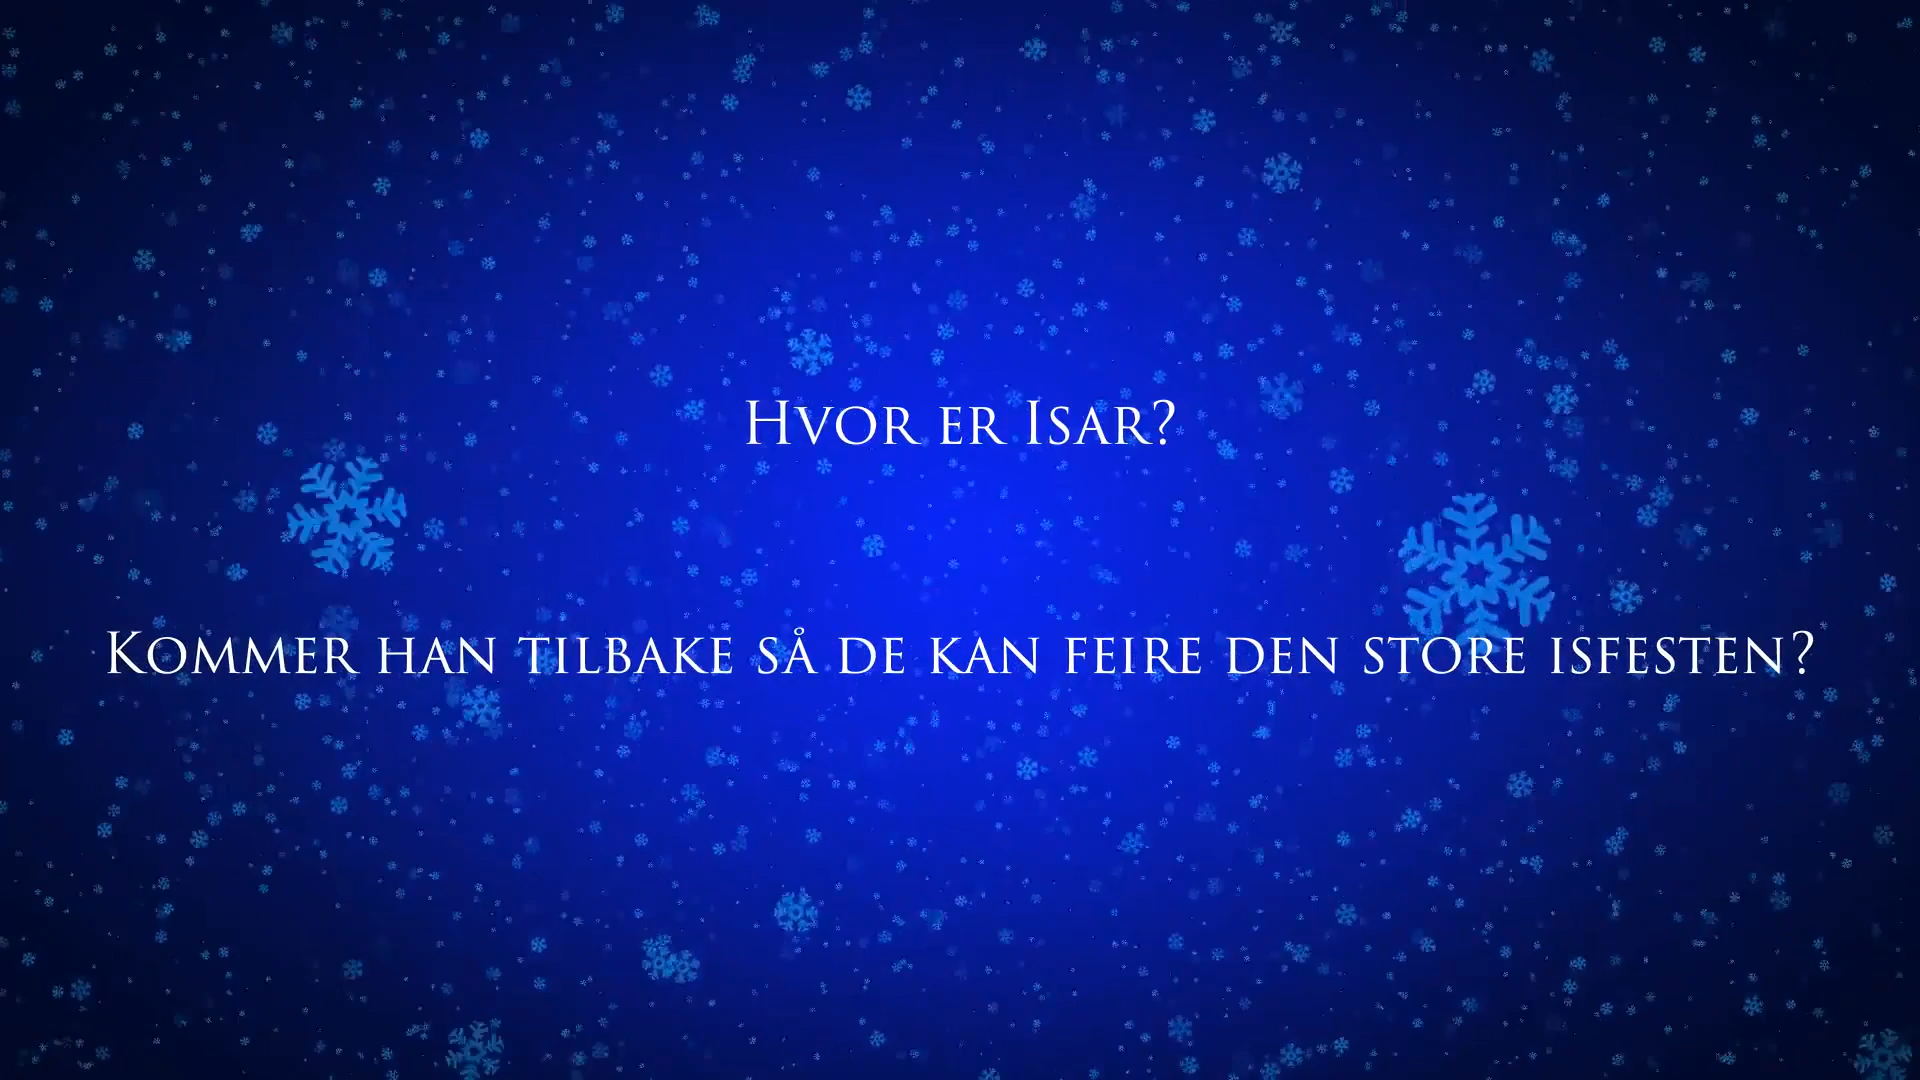 Hvor er Isar?
Kommer han tilbake så de kan feire den store isfesten?